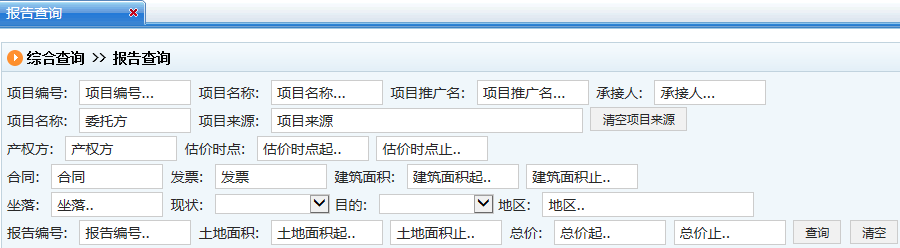 报告查询
综合查询 >> 报告查询
项目编号: 项目编号... 项目名称: 项目名称... 项目推广名: 项目推广名... 承接人: 承接人...
项目名称: 委托方 项目来源: 项目来源 清空项目来源
产权方: 产权方 估价时点: 估价时点起.. 估价时点止..
合同: 合同 发票: 发票 建筑面积: 建筑面积起.. 建筑面积止..
坐落: 坐落.. 现状: 目的: 地区: 地区..
报告编号: 报告编号.. 土地面积: 土地面积起.. 土地面积止.. 总价: 总价起.. 总价止.. 查询 清空